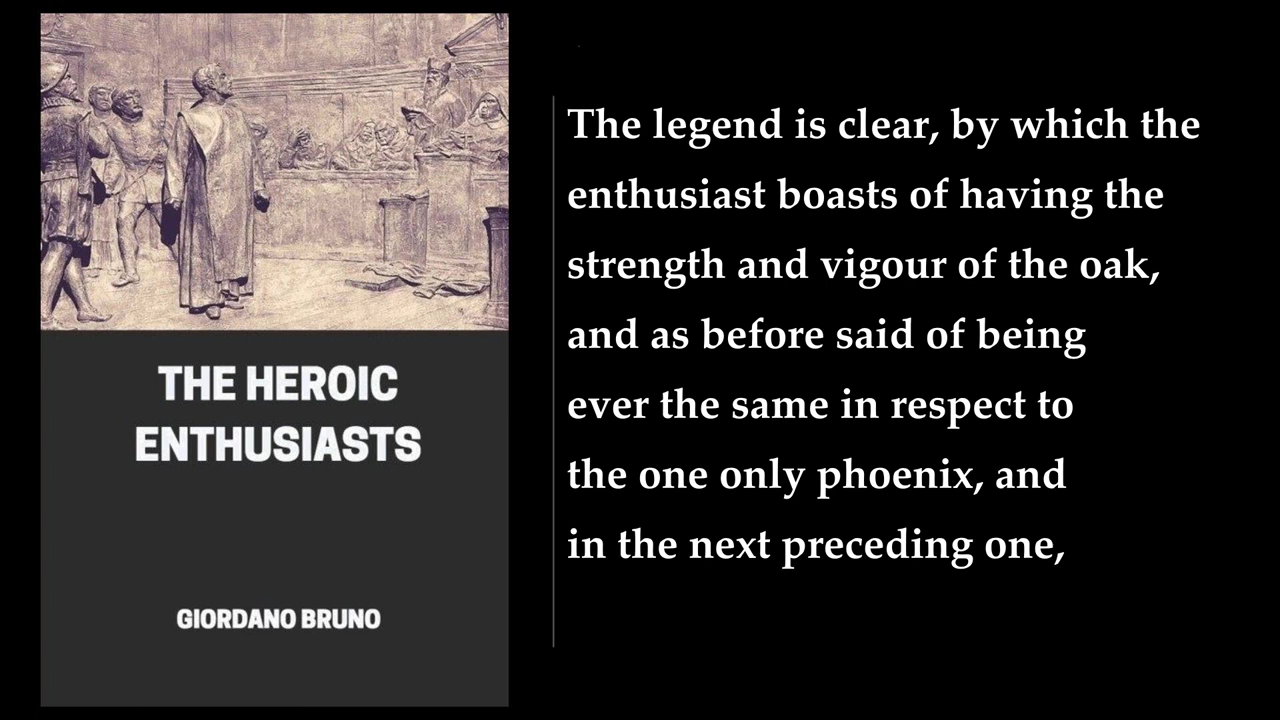 THE HEROIC
ENTHUSIASTS
GIORDANO BRUNO
The legend is clear, by which the
enthusiast boasts of having the
strength and vigour of the oak,
and as before said of being
ever the same in respect to
the one only phoenix, and
in the next preceding one,